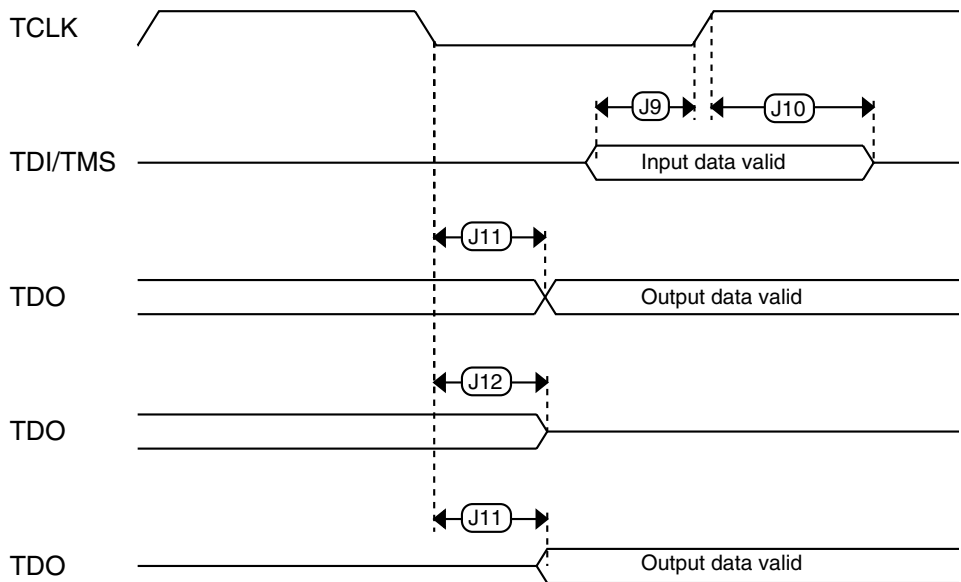 TCLK
J9
J10
TDI/TMS
Input data valid
J11
TDO
Output data valid
J12
TDO
J11
TDO
Output data valid